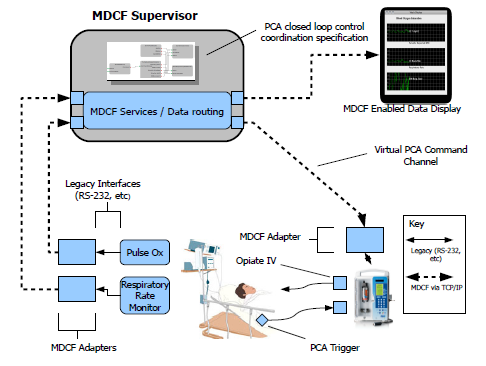 MDCF Supervisor
PCA closed loop control
coordination specification
MDCF Services / Data routing
MDCF Enabled Data Display
Virtual PCA Command
Channel
Legacy Interfaces
(RS-232, etc)
Pulse Ox
Respiratory
Rate
Monitor
MDCF Adapters
MDCF Adapter
Opiate IV
PCA Trigger
Key
Legacy (RS-232,
etc)
MDCF via TCP/IP